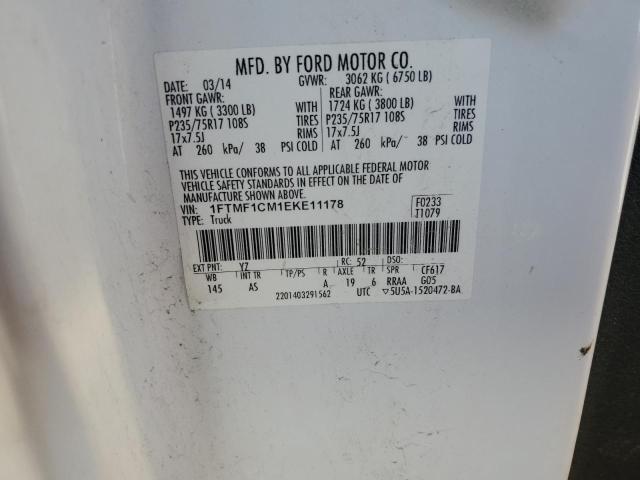 MFD. BY FORD MOTOR CO.
DATE: 03/14 GVWR: 3062 KG ( 6750 LB)
FRONT GAWR: REAR GAWR:
1497 KG ( 3300 LB) WITH 1724 KG ( 3800 LB) WITH
P235/75R17 108S TIRES P235/75R17 108S TIRES
17x7.5J RIMS 17x7.5J RIMS
AT 260 kPa/ 38 PSI COLD AT 260 kPa/ 38 PSI COLD
THIS VEHICLE CONFORMS TO ALL APPLICABLE FEDERAL MOTOR
VEHICLE SAFETY STANDARDS IN EFFECT ON THE DATE OF
MANUFACTURE SHOWN ABOVE.
VIN: 1FTMF1CM1EKE11178 F0233
TYPE: Truck T1079
EXT PNT: YZ RC: 52 CF617
WB INT TR TP/PS R AXLE TR SPR G05
145 AS A 19 6 RRAA
2201403291562 UTC ▽5U5A-1520472-BA